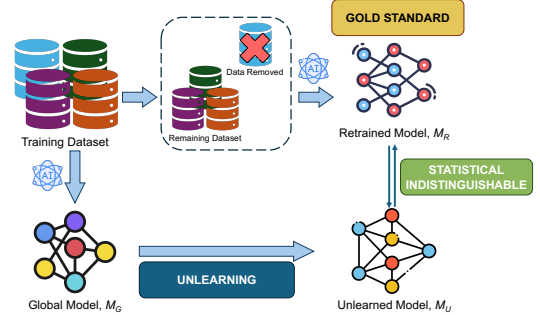 GOLD STANDARD
Data Removed
AI
Remaining Dataset
Training Dataset
Retrained Model, M_R
AI
STATISTICAL
INDISTINGUISHABLE
UNLEARNING
Global Model, M_G
Unlearned Model, M_U